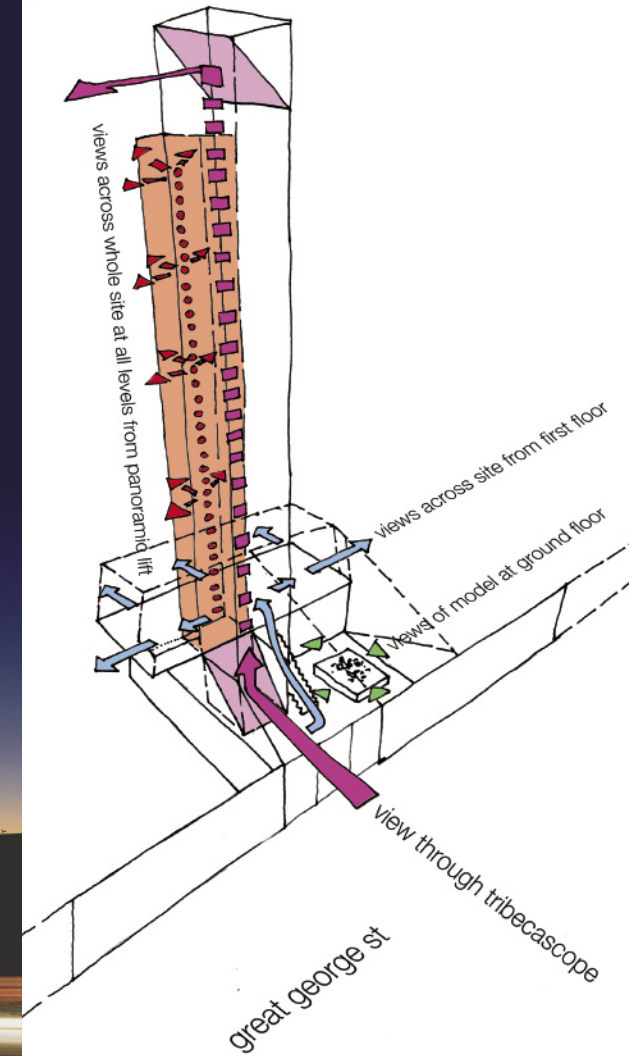 views across whole site at all levels from panoramic lift
views across site from first floor
views of model at ground floor
view through tribecascope
great george st